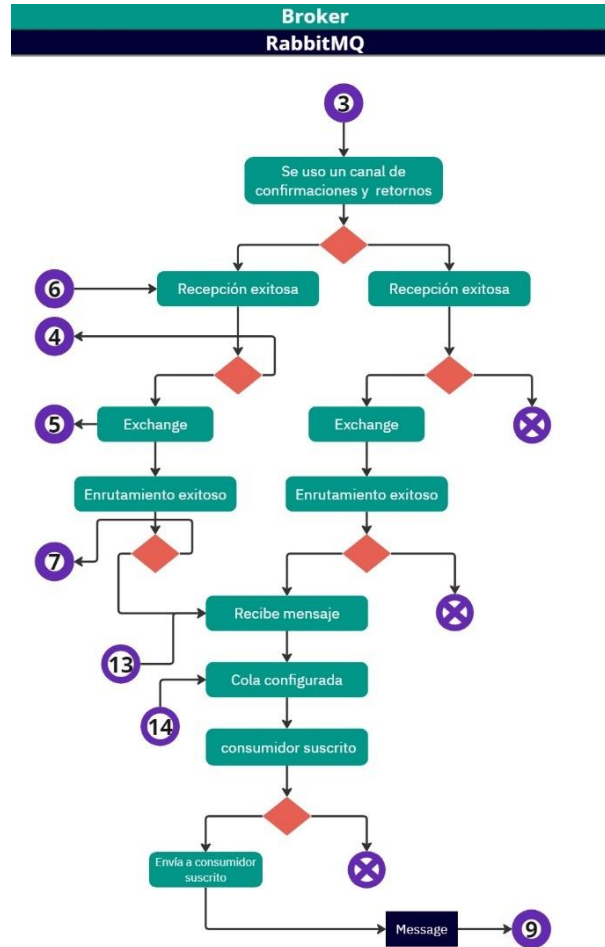 Broker
RabbitMQ
3
Se uso un canal de
confirmaciones y retornos
6
Recepción exitosa
Recepción exitosa
4
5
Exchange
Exchange
Enrutamiento exitoso
Enrutamiento exitoso
7
Recibe mensaje
13
Cola configurada
14
consumidor suscrito
Envía a consumidor
suscrito
Message
9